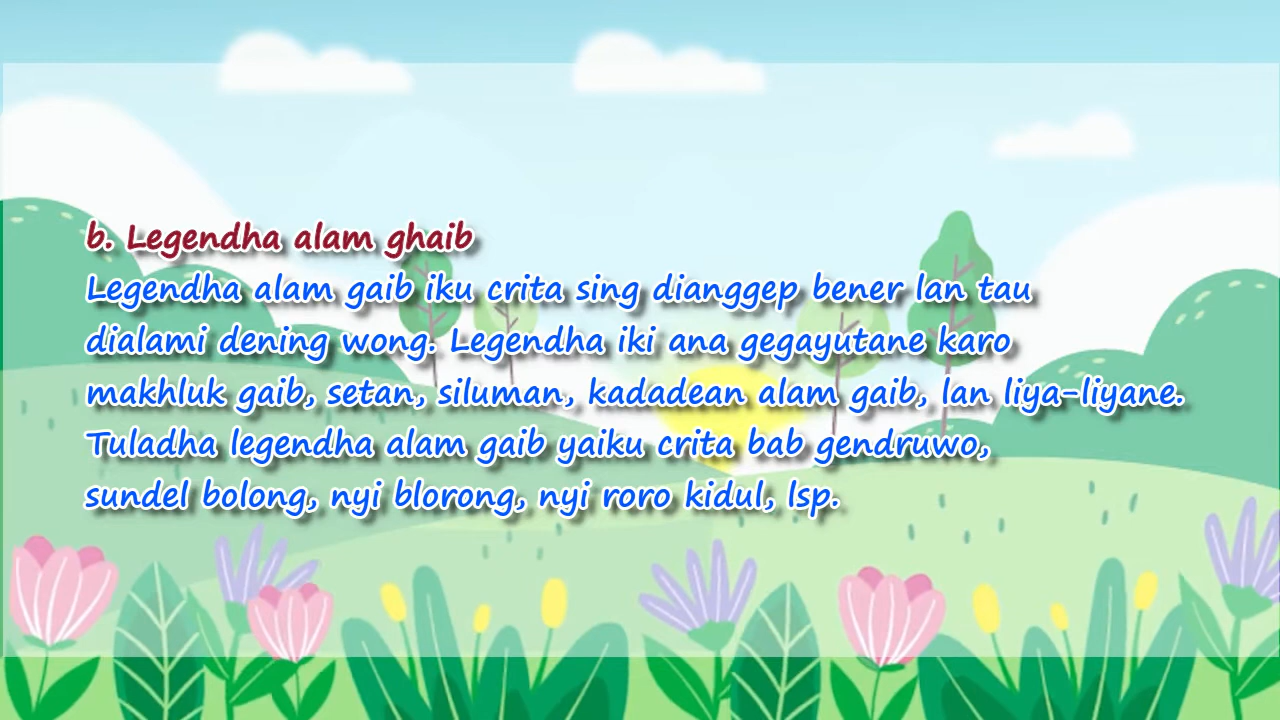 b. Legendha alam ghaib
Legendha alam gaib iku crita sing dianggep bener lan tau
dialami dening wong. Legendha iki ana gegayutane karo
makhluk gaib, setan, siluman, kadadean alam gaib, lan liya-liyane.
Tuladha legendha alam gaib yaiku crita bab gendruwo,
sundel bolong, nyi blorong, nyi roro kidul, lsp.